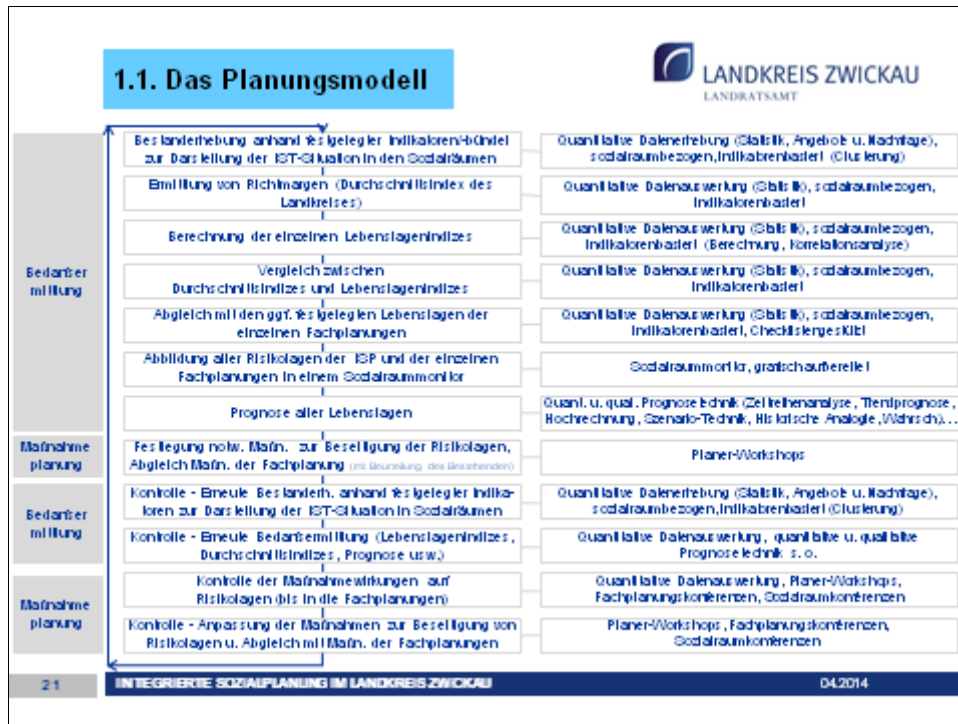 1.1. Das Planungsmodell
LANDKREIS ZWICKAU
LANDRATSAMT
Bedarfser
mittlung
Bestanderhebung anhand festgelegter Indikatoren/-bündel
zur Darstellung der IST-Situation in den Sozialräumen
Quantitative Datenerhebung (Statistik, Angebote u. Nachfrage),
sozialraumbezogen, indikatorenbasiert (Clusterung)
Ermittlung von Richtmargen (Durchschnittsindex des
Landkreises)
Quantitative Datenauswertung (Statistik), sozialraumbezogen,
indikatorenbasiert
Berechnung der einzelnen Lebenslagenindizes
Quantitative Datenauswertung (Statistik), sozialraumbezogen,
indikatorenbasiert (Berechnung, Korrelationsanalyse)
Vergleich zwischen
Durchschnittsindizes und Lebenslagenindizes
Quantitative Datenauswertung (Statistik), sozialraumbezogen,
indikatorenbasiert
Abgleich mit den ggf. festgelegten Lebenslagen der
einzelnen Fachplanungen
Quantitative Datenauswertung (Statistik), sozialraumbezogen,
indikatorenbasiert, Checklistengestützt
Abbildung aller Risikolagen der ISP und der einzelnen
Fachplanungen in einem Sozialraummonitor
Sozialraummonitor, grafisch aufbereitet
Prognose aller Lebenslagen
Quant. u. qual. Prognosetechnik (Zeitreihenanalyse, Trendprognose,
Hochrechnung, Szenario-Technik, Historische Analogie, Wahrsch)...
Maßnahme
planung
Festlegung notw. Maßn. zur Beseitigung der Risikolagen,
Abgleich Maßn. der Fachplanung (mit Beurteilung des Bestehenden)
Planer-Workshops
Bedarfser
mittlung
Kontrolle - Erneute Bestanderh. anhand festgelegter Indika-
toren zur Darstellung der IST-Situation in Sozialräumen
Quantitative Datenerhebung (Statistik, Angebote u. Nachfrage),
sozialraumbezogen, indikatorenbasiert (Clusterung)
Kontrolle - Erneute Bedarfsermittlung (Lebenslagenindizes,
Durchschnittsindizes, Prognose usw.)
Quantitative Datenauswertung, quantitative u. qualitative
Prognosetechnik s. o.
Maßnahme
planung
Kontrolle der Maßnahmewirkungen auf
Risikolagen (bis in die Fachplanungen)
Quantitative Datenauswertung, Planer-Workshops,
Fachplanungskonferenzen, Sozialraumkonferenzen
Kontrolle - Anpassung der Maßnahmen zur Beseitigung von
Risikolagen u. Abgleich mit Maßn. der Fachplanungen
Planer-Workshops, Fachplanungskonferenzen,
Sozialraumkonferenzen
21
INTEGRIERTE SOZIALPLANUNG IM LANDKREIS ZWICKAU
04.2014